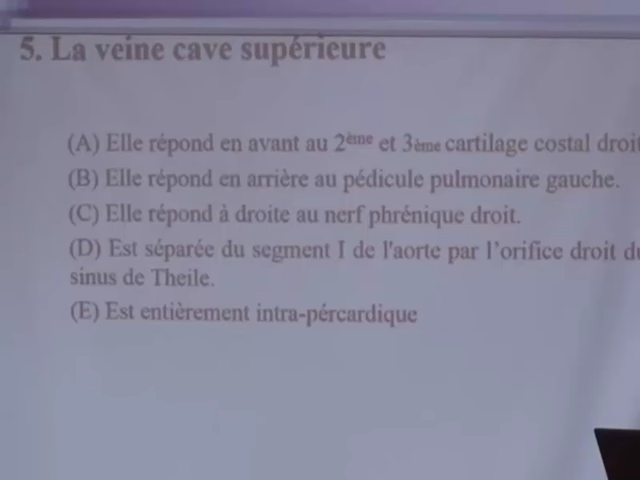 5. La veine cave supérieure
(A) Elle répond en avant au 2ème et 3ème cartilage costal droit
(B) Elle répond en arrière au pédicule pulmonaire gauche.
(C) Elle répond à droite au nerf phrénique droit.
(D) Est séparée du segment I de l'aorte par l'orifice droit du
sinus de Theile.
(E) Est entièrement intra-pércardique